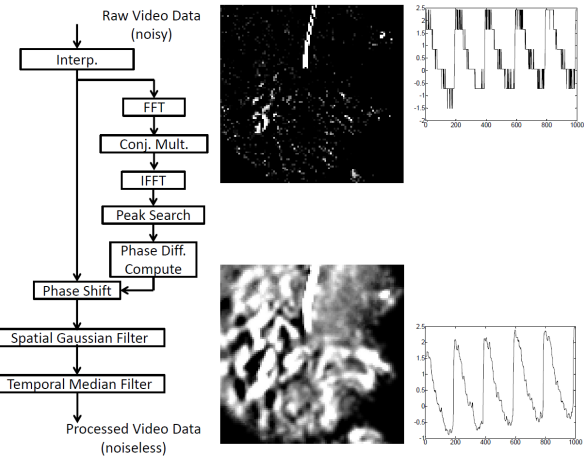 Raw Video Data
(noisy)
Interp.
FFT
Conj. Mult.
IFFT
Peak Search
Phase Diff.
Compute
Phase Shift
Spatial Gaussian Filter
Temporal Median Filter
Processed Video Data
(noiseless)
2.5
2
1.5
1
0.5
0
-0.5
-1
-1.5
-2
0 200 400 600 800 1000
2.5
2
1.5
1
0.5
0
-0.5
-1
0 200 400 600 800 1000